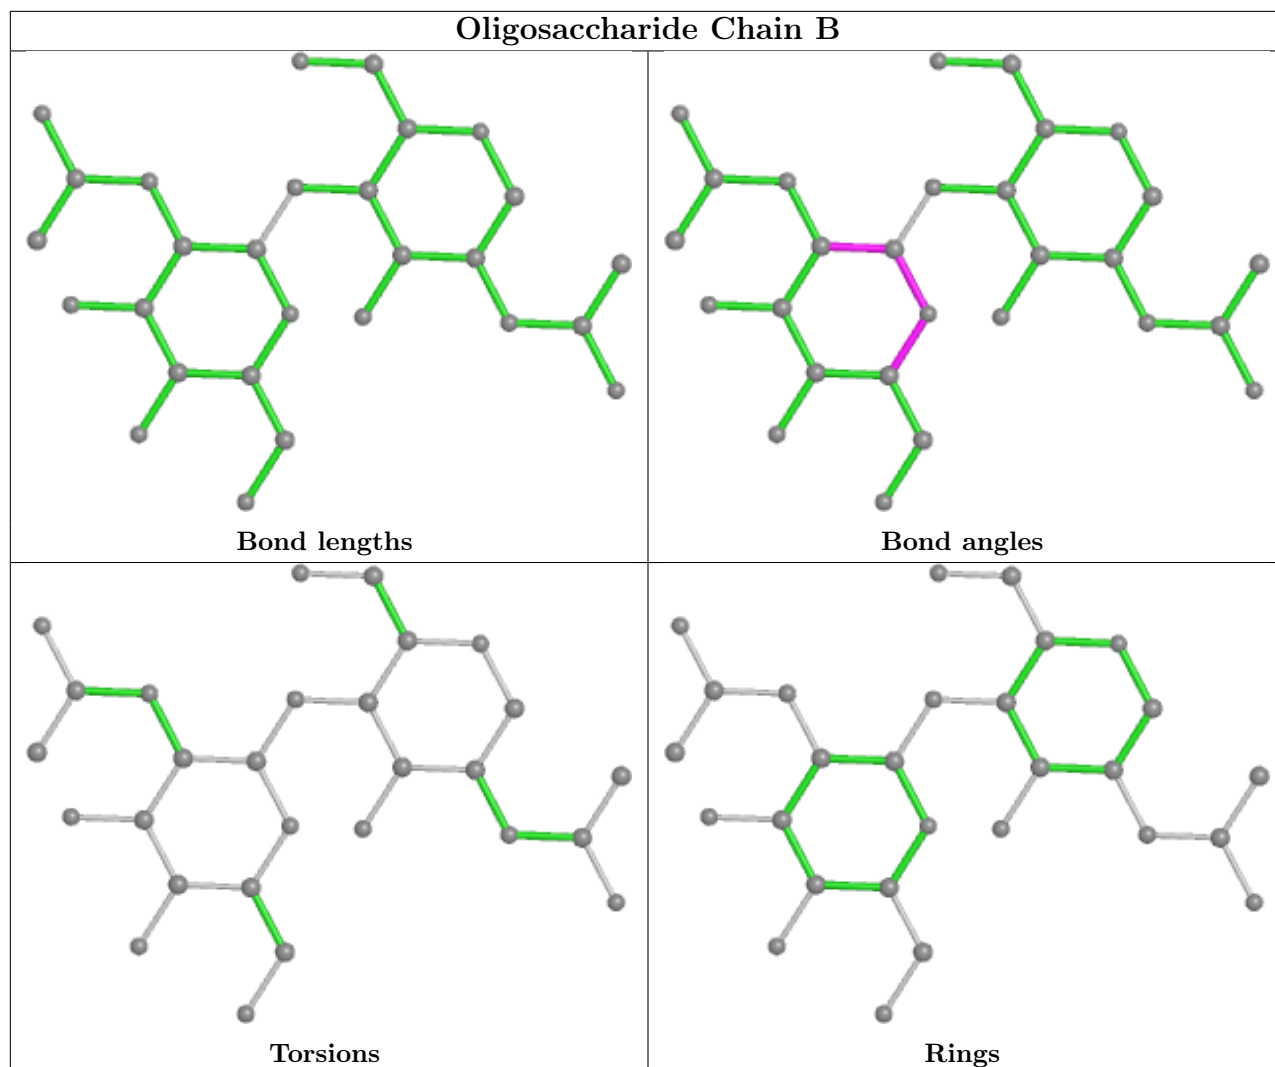 Oligosaccharide Chain B
Bond lengths
Bond angles
Torsions
Rings